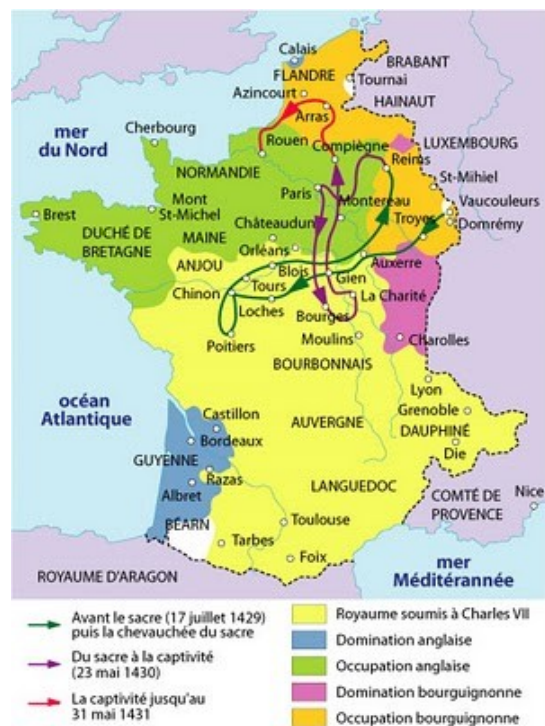 Calais
FLANDRE
BRABANT
Azincourt
Tournai
HAINAUT
mer
du Nord
Arras
Cherbourg
Rouen
Compiègne
LUXEMBOURG
NORMANDIE
Reims
St-Mihiel
Paris
Mont
St-Michel
Montereau
Vaucouleurs
Brest
Châteaudun
Troyes
Domrémy
DUCHÉ DE
BRETAGNE
MAINE
Orléans
ANJOU
Auxerre
Blois
Gien
Chinon
Tours
La Charité
Loches
Bourges
Poitiers
Moulins
Charolles
BOURBONNAIS
océan
Atlantique
Lyon
Castillon
AUVERGNE
Grenoble
Bordeaux
DAUPHINÉ
GUYENNE
Die
Razas
LANGUEDOC
Albret
COMTÉ DE
PROVENCE
Nice
BÉARN
Toulouse
Tarbes
mer
Méditérrannée
Foix
ROYAUME D'ARAGON
Avant le sacre (17 juillet 1429)
puis la chevauchée du sacre
Du sacre à la captivité
(23 mai 1430)
La captivité jusqu'au
31 mai 1431
Royaume soumis à Charles VII
Domination anglaise
Occupation anglaise
Domination bourguignonne
Occupation bourguignonne